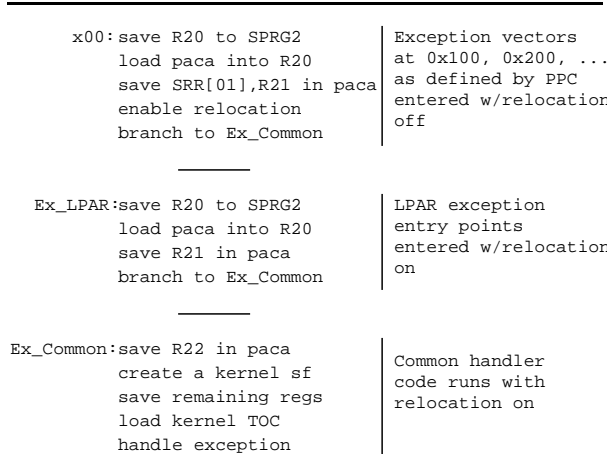 x00: save R20 to SPRG2
load paca into R20
save SRR[01],R21 in paca
enable relocation
branch to Ex_Common
Exception vectors
at 0x100, 0x200, ...
as defined by PPC
entered w/relocation
off
Ex_LPAR:save R20 to SPRG2
load paca into R20
save R21 in paca
branch to Ex_Common
LPAR exception
entry points
entered w/relocation
on
Ex_Common:save R22 in paca
create a kernel sf
save remaining regs
load kernel TOC
handle exception
Common handler
code runs with
relocation on